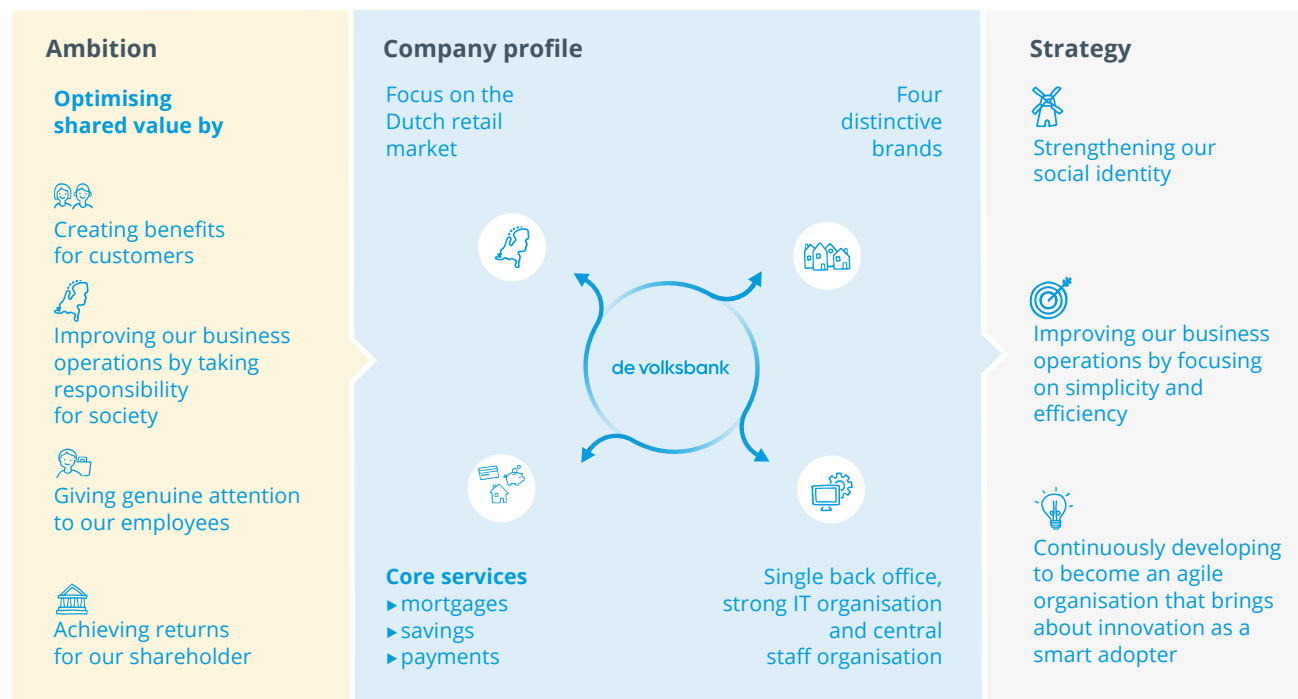 Ambition
Optimising
shared value by
Creating benefits
for customers
Improving our business
operations by taking
responsibility
for society
Giving genuine attention
to our employees
Achieving returns
for our shareholder
Company profile
Focus on the
Dutch retail
market
Four
distinctive
brands
de volksbank
Core services
▸mortgages
▸savings
▸payments
Single back office,
strong IT organisation
and central
staff organisation
Strategy
Strengthening our
social identity
Improving our business
operations by focusing
on simplicity and
efficiency
Continuously developing
to become an agile
organisation that brings
about innovation as a
smart adopter